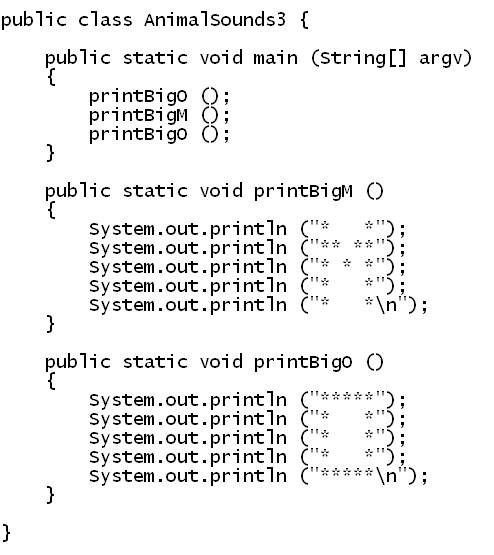 public class AnimalSounds3 {
    public static void main (String[] argv)
    {
        printBigO ();
        printBigM ();
        printBigO ();
    }
    public static void printBigM ()
    {
        System.out.println ("*   *");
        System.out.println ("** **");
        System.out.println ("* * *");
        System.out.println ("*   *");
        System.out.println ("*   *\n");
    }
    public static void printBigO ()
    {
        System.out.println ("*****");
        System.out.println ("*   *");
        System.out.println ("*   *");
        System.out.println ("*   *");
        System.out.println ("*****\n");
    }
}